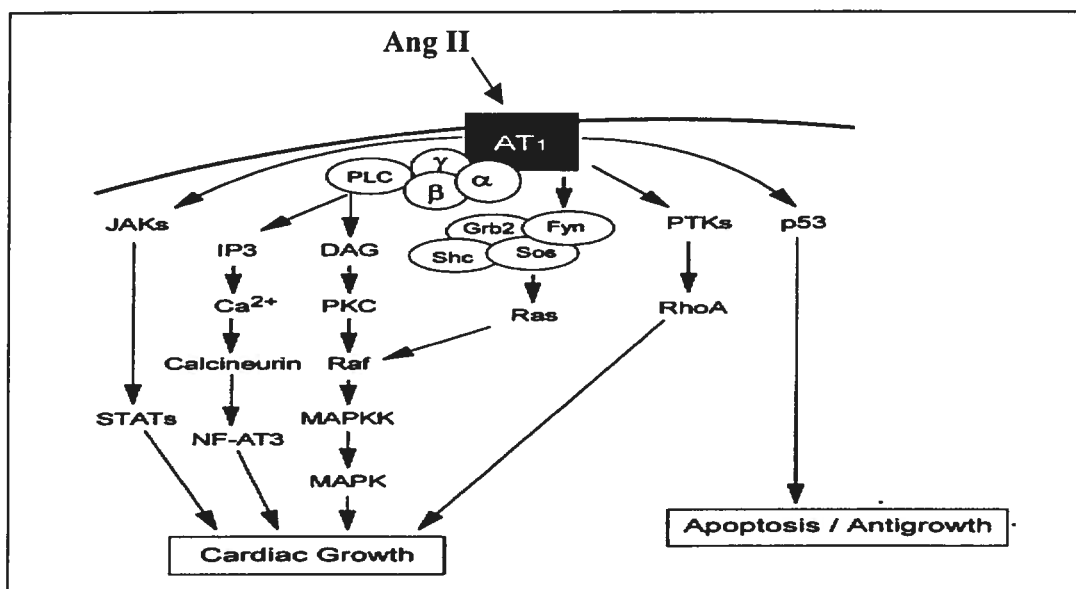 Ang II
AT1
γ
PLC
β
α
JAKs
Grb2
Fyn
PTKs
p53
IP3
DAG
Shc
Sos
Ca2+
PKC
Ras
RhoA
Calcineurin
Raf
STATs
NF-AT3
MAPKK
MAPK
Cardiac Growth
Apoptosis / Antigrowth